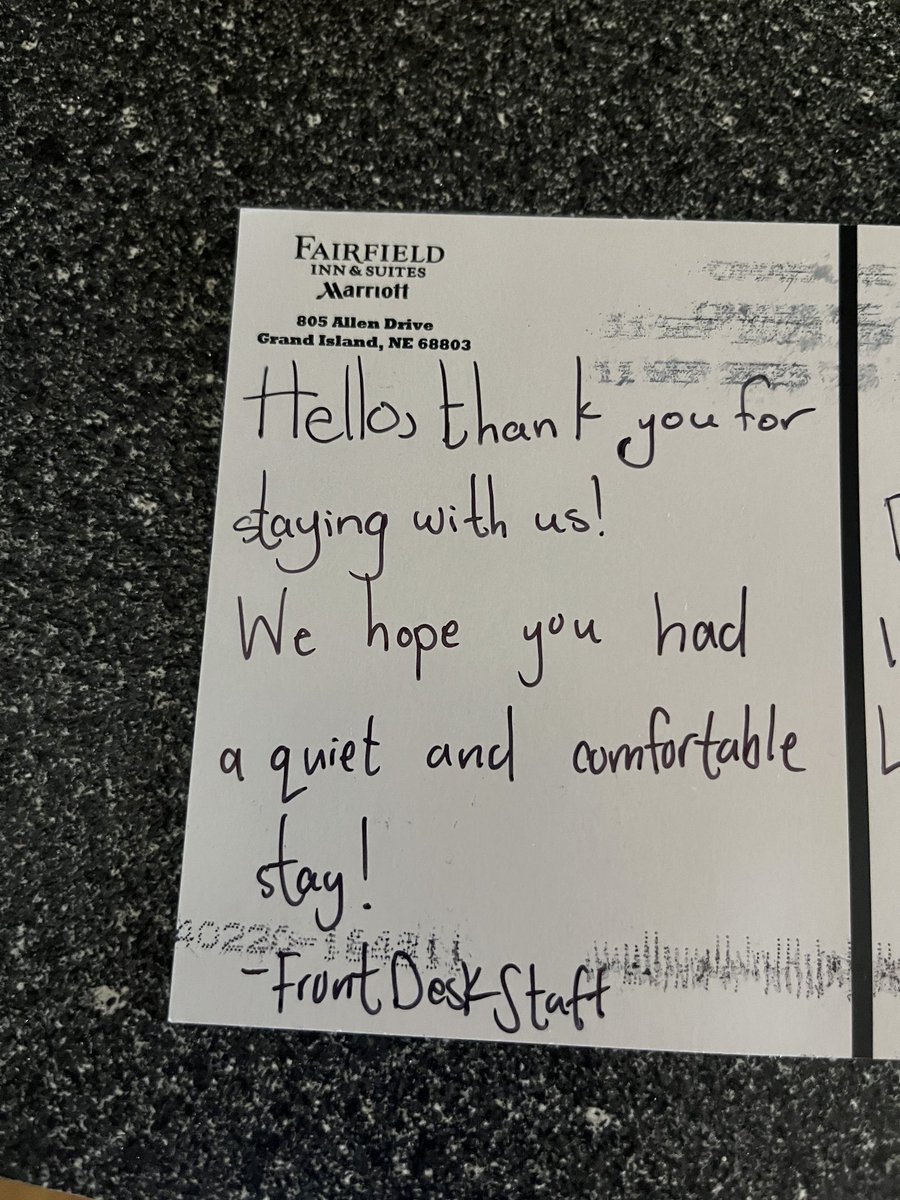 FAIRFIELD
INN & SUITES
Marriott
805 Allen Drive
Grand Island, NE 68803
Hello, thank you for
staying with us!
We hope you had
a quiet and comfortable
stay!
-Front Desk Staff